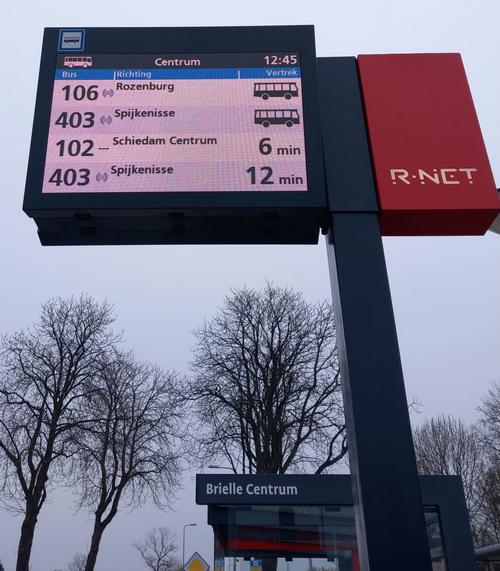 Centrum 12:45
Bus Richting Vertrek
106 Rozenburg
403 Spijkenisse
102 --- Schiedam Centrum 6 min
403 Spijkenisse 12 min
R·NET
Brielle Centrum